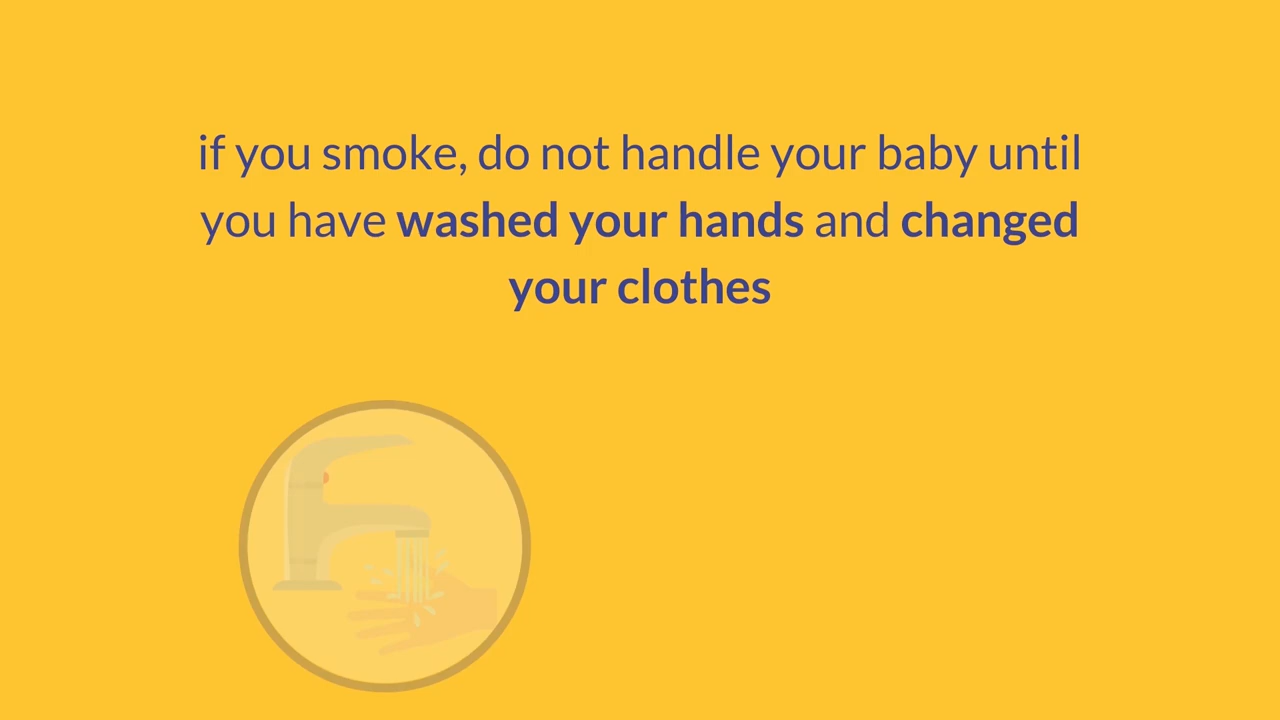 if you smoke, do not handle your baby until
you have washed your hands and changed
your clothes